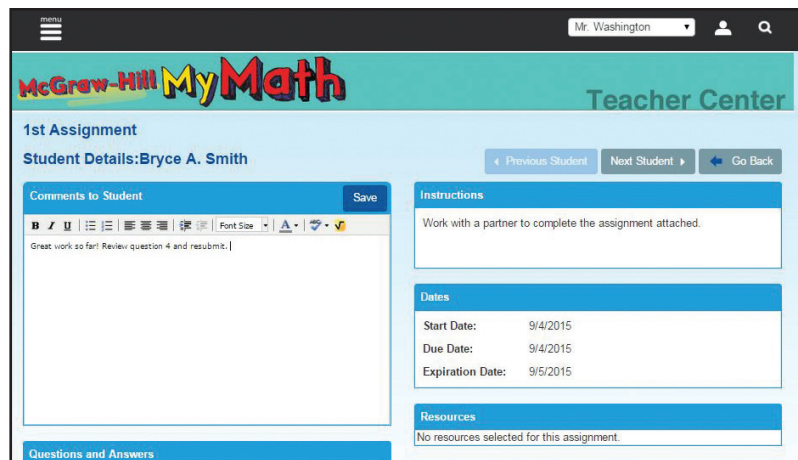 menu
Mr. Washington
McGraw-Hill MyMath
Teacher Center
1st Assignment
Student Details:Bryce A. Smith
Previous Student
Next Student
Go Back
Comments to Student
Save
B I U
Font Size
A
Great work so far! Review question 4 and resubmit.
Questions and Answers
Instructions
Work with a partner to complete the assignment attached.
Dates
Start Date: 9/4/2015
Due Date: 9/4/2015
Expiration Date: 9/5/2015
Resources
No resources selected for this assignment.